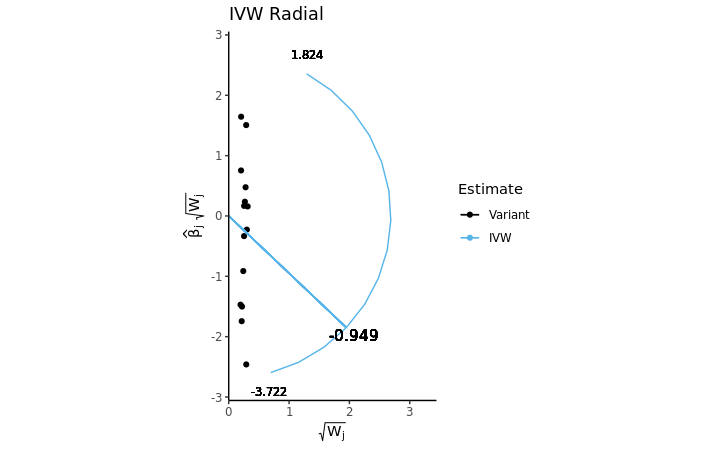 IVW Radial
3
2
1
0
-1
-2
-3
0
1
2
3
β̂j √Wj
√Wj
1.824
-0.949
-3.722
Estimate
Variant
IVW